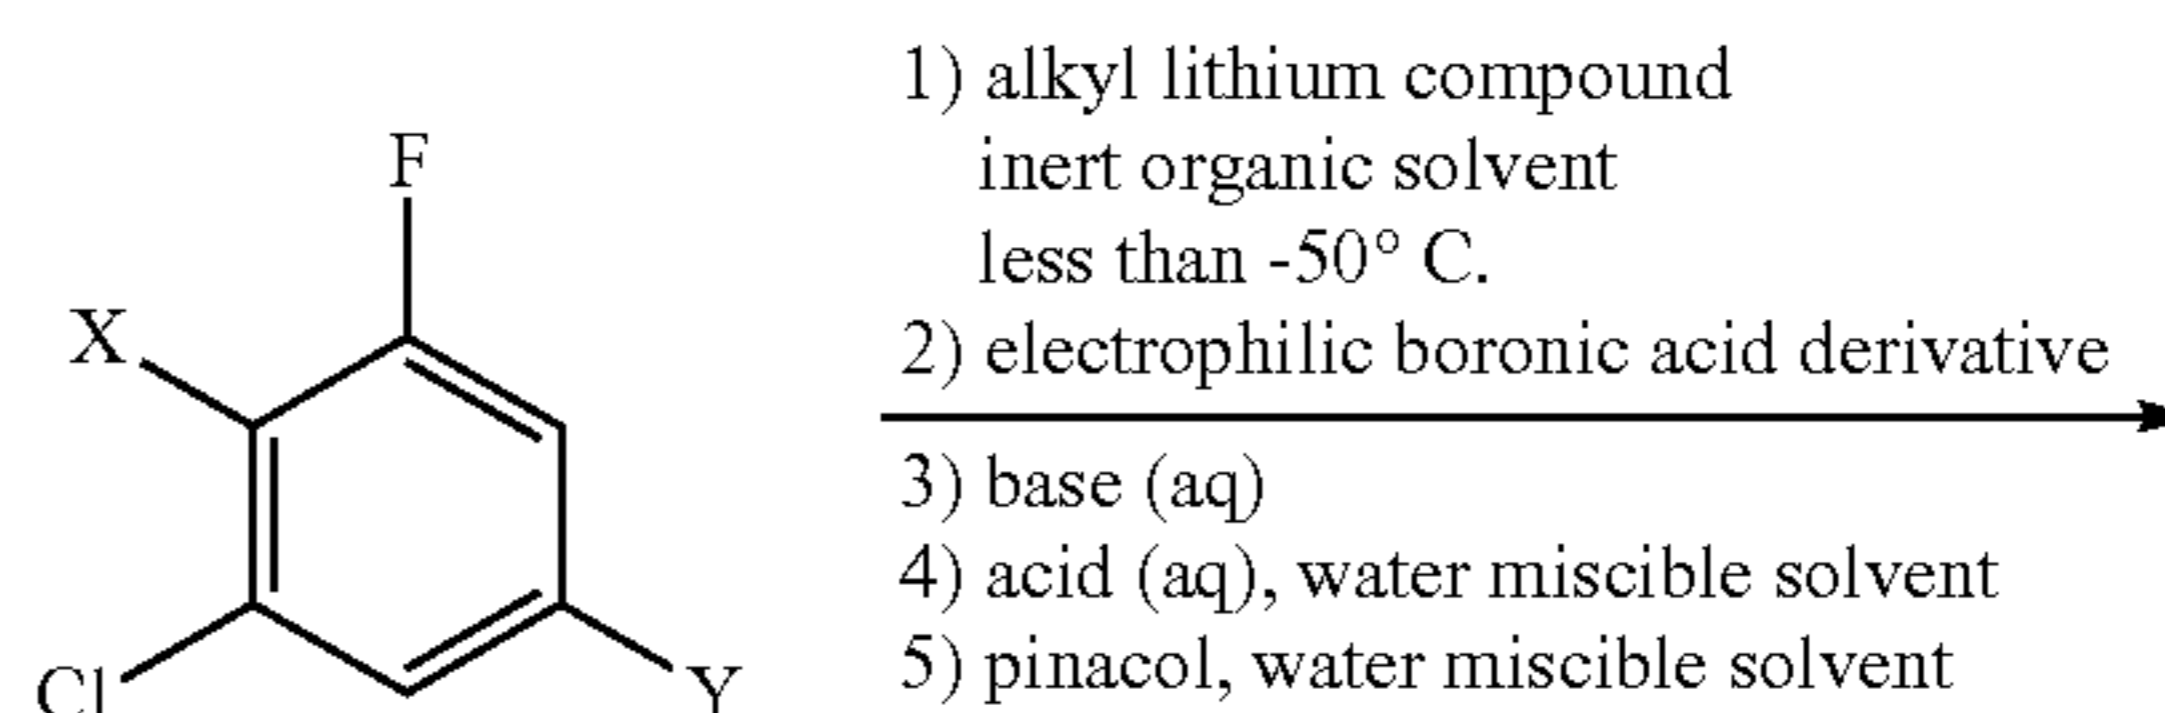 F
X
Cl
Y
1) alkyl lithium compound
inert organic solvent
less than -50° C.
2) electrophilic boronic acid derivative
3) base (aq)
4) acid (aq), water miscible solvent
5) pinacol, water miscible solvent